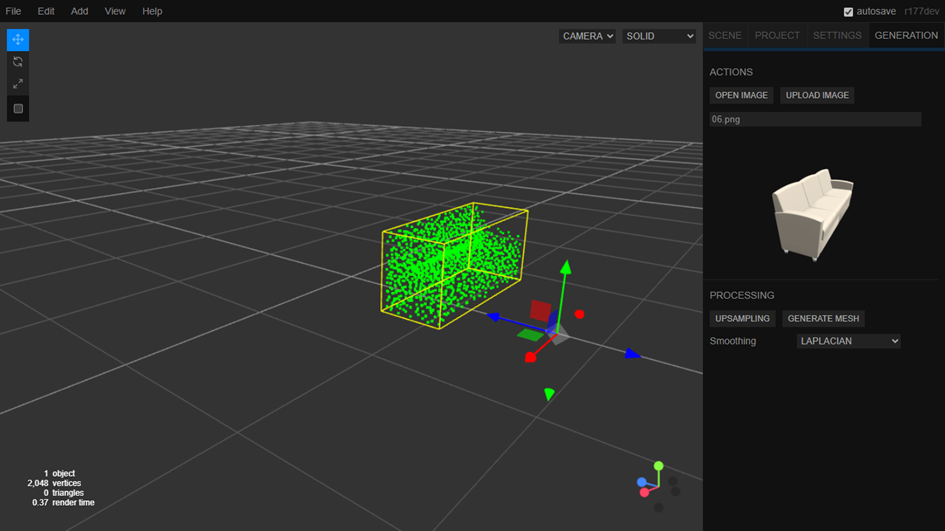 File Edit Add View Help autosave r177dev
CAMERA SOLID
SCENE PROJECT SETTINGS GENERATION
ACTIONS
OPEN IMAGE UPLOAD IMAGE
06.png
PROCESSING
UPSAMPLING GENERATE MESH
Smoothing LAPLACIAN
1 object
2,048 vertices
0 triangles
0.37 render time